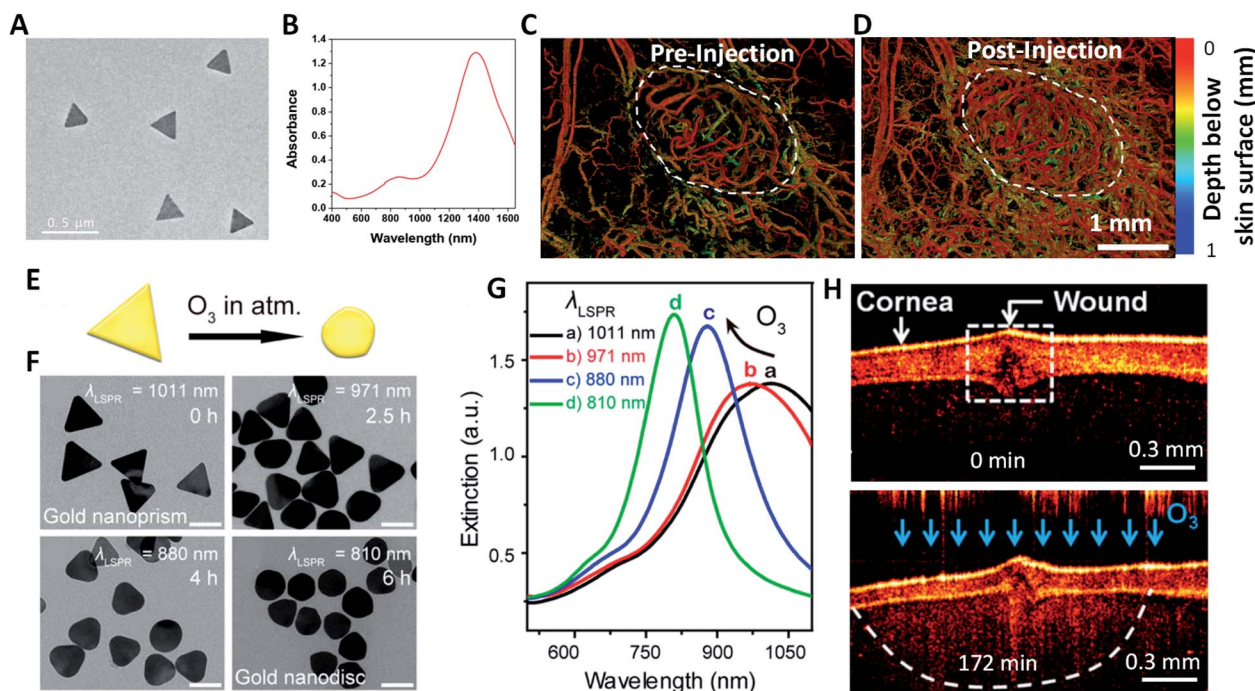 A
0.5 µm
B
Absorbance
1.4
1.2
1.0
0.8
0.6
0.4
0.2
0.0
400 600 800 1000 1200 1400 1600
Wavelength (nm)
C
Pre-Injection
D
Post-Injection
1 mm
0
1
Depth below
skin surface (mm)
E
O3 in atm.
F
λLSPR = 1011 nm
0 h
Gold nanoprism
λLSPR = 971 nm
2.5 h
λLSPR = 880 nm
4 h
λLSPR = 810 nm
6 h
Gold nanodisc
G
λLSPR
a) 1011 nm
b) 971 nm
c) 880 nm
d) 810 nm
d
c
O3
b
a
Extinction (a.u.)
1.5
1.0
0.5
600 750 900 1050
Wavelength (nm)
H
Cornea
Wound
0 min
0.3 mm
O3
172 min
0.3 mm